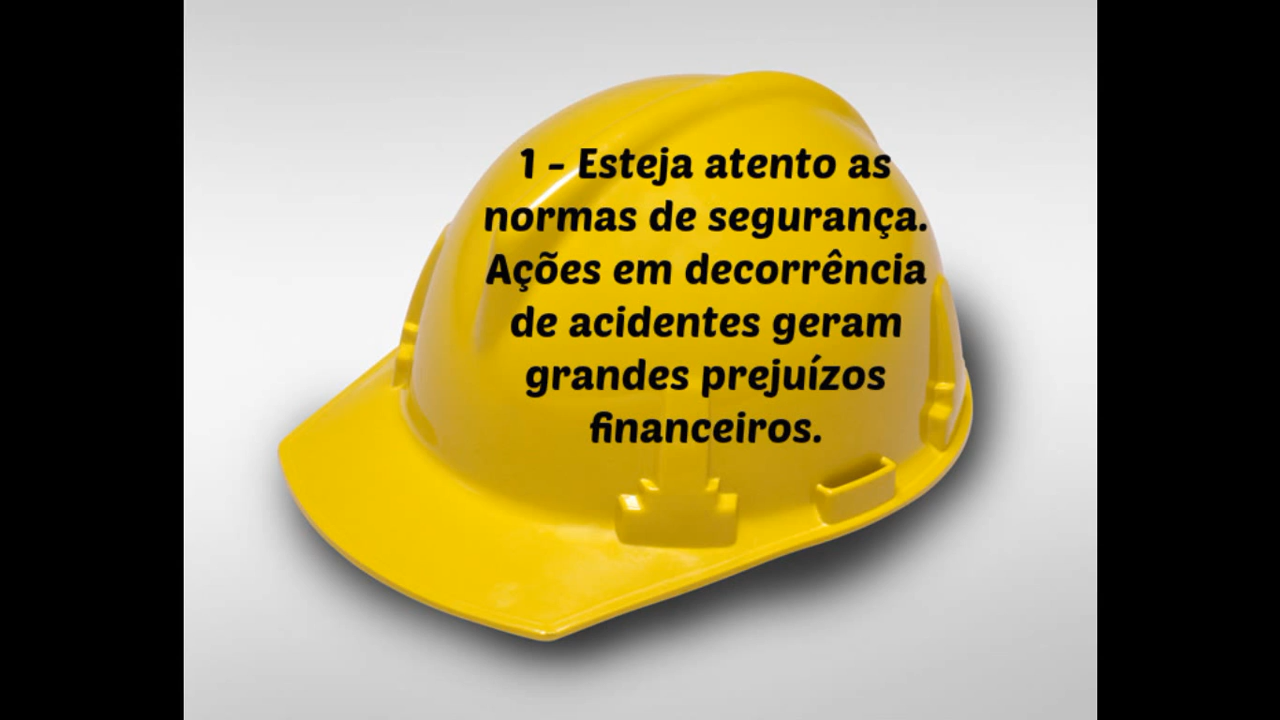 1 - Esteja atento as
normas de segurança.
Ações em decorrência
de acidentes geram
grandes prejuízos
financeiros.